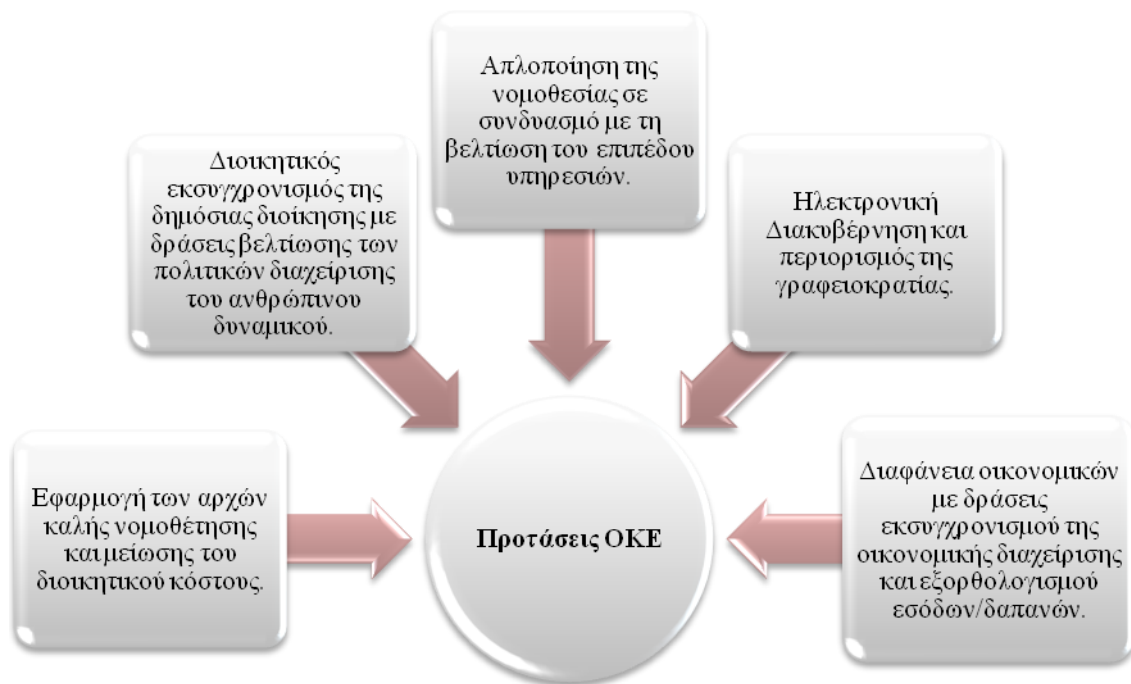 Απλοποίηση της
νομοθεσίας σε
συνδυασμό με τη
βελτίωση του επιπέδου
υπηρεσιών.
Διοικητικός
εκσυγχρονισμός της
δημόσιας διοίκησης με
δράσεις βελτίωσης των
πολιτικών διαχείρισης
του ανθρώπινου
δυναμικού.
Ηλεκτρονική
Διακυβέρνηση και
περιορισμός της
γραφειοκρατίας.
Εφαρμογή των αρχών
καλής νομοθέτησης
και μείωσης του
διοικητικού κόστους.
Προτάσεις ΟΚΕ
Διαφάνεια οικονομικών
με δράσεις
εκσυγχρονισμού της
οικονομικής διαχείρισης
και εξορθολογισμού
εσόδων/δαπανών.